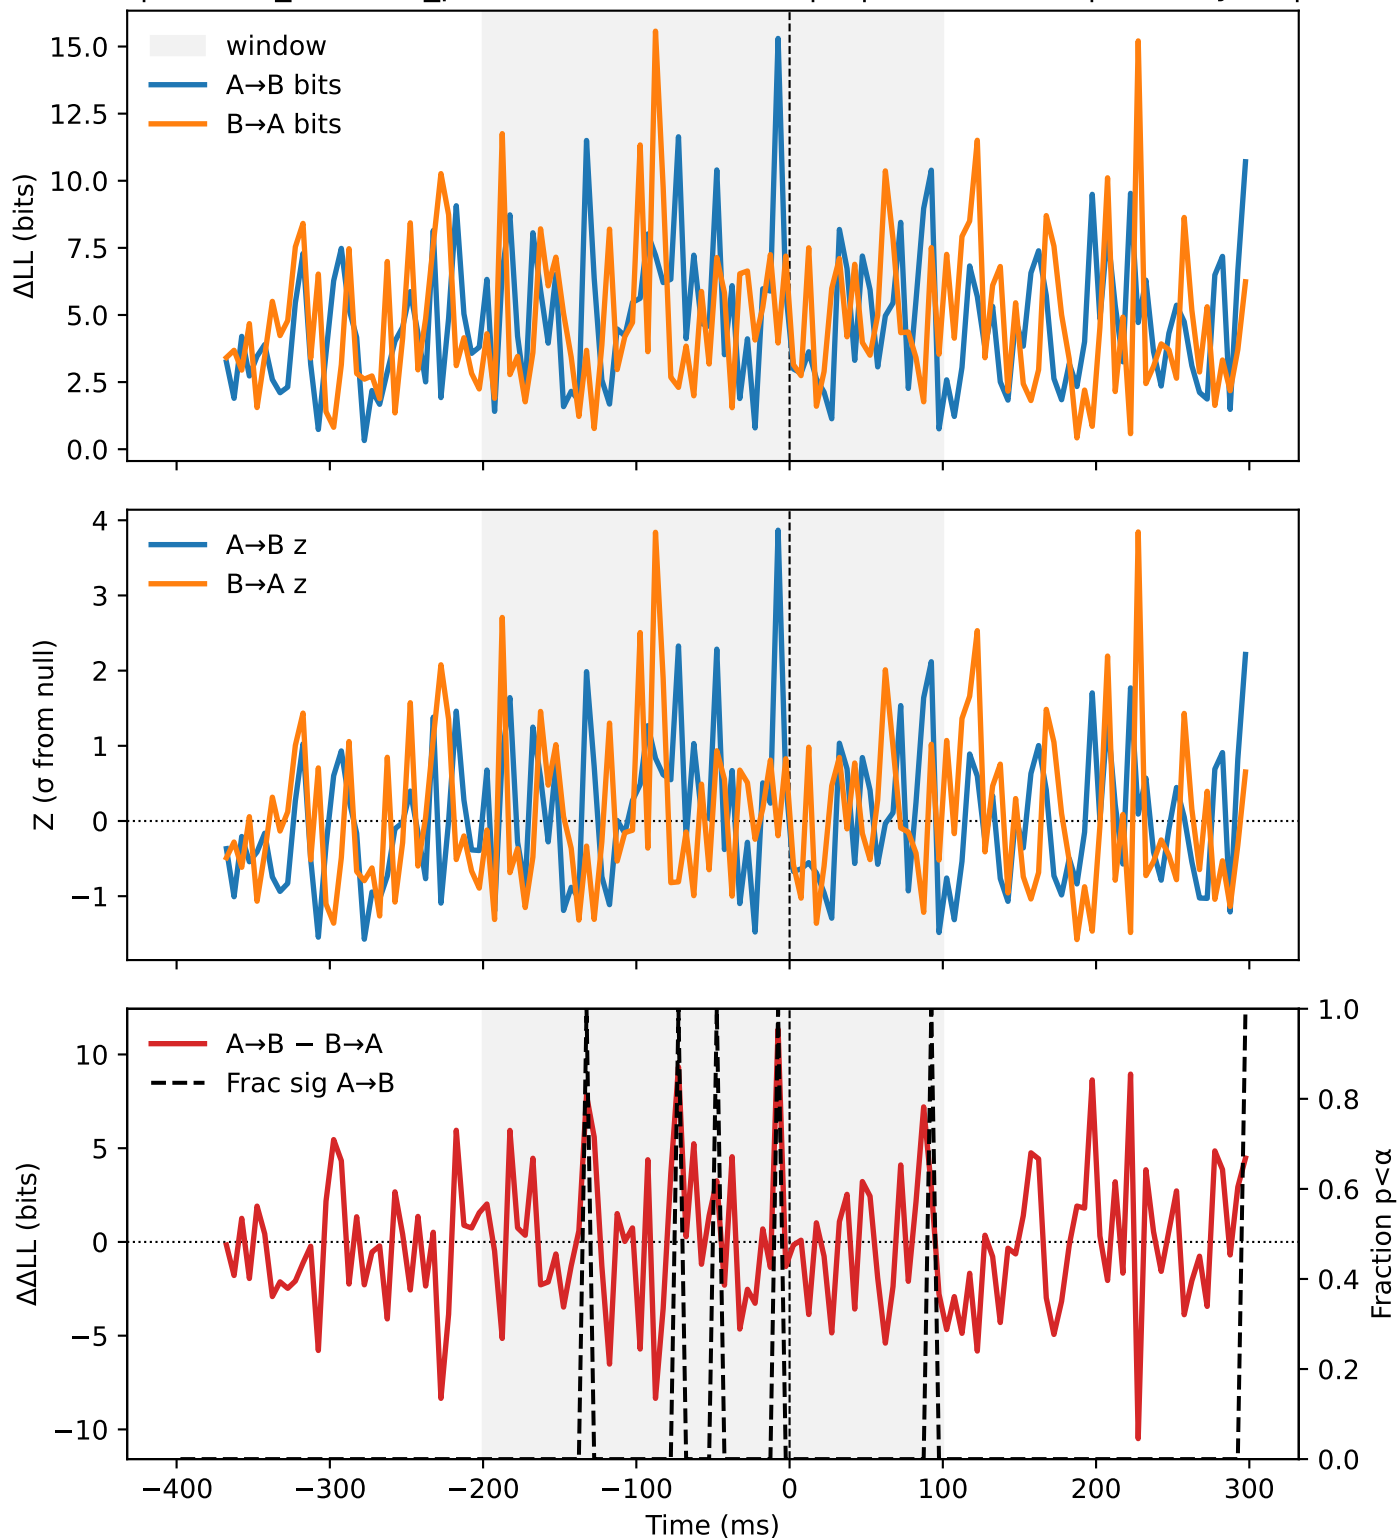 window
A→B bits
B→A bits
ΔLL (bits)
15.0
12.5
10.0
7.5
5.0
2.5
0.0
A→B z
B→A z
Z (σ from null)
4
3
2
1
0
−1
A→B − B→A
Frac sig A→B
ΔΔLL (bits)
10
5
0
−5
−10
1.0
0.8
0.6
0.4
0.2
0.0
Fraction p<α
−400 −300 −200 −100 0 100 200 300
Time (ms)